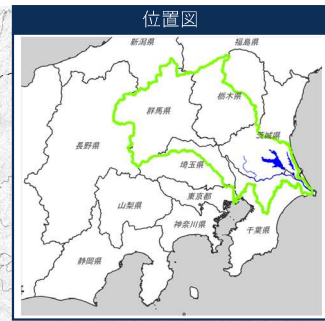 位置図
新潟県
福島県
群馬県
栃木県
茨城県
長野県
埼玉県
東京都
山梨県
神奈川県
千葉県
静岡県